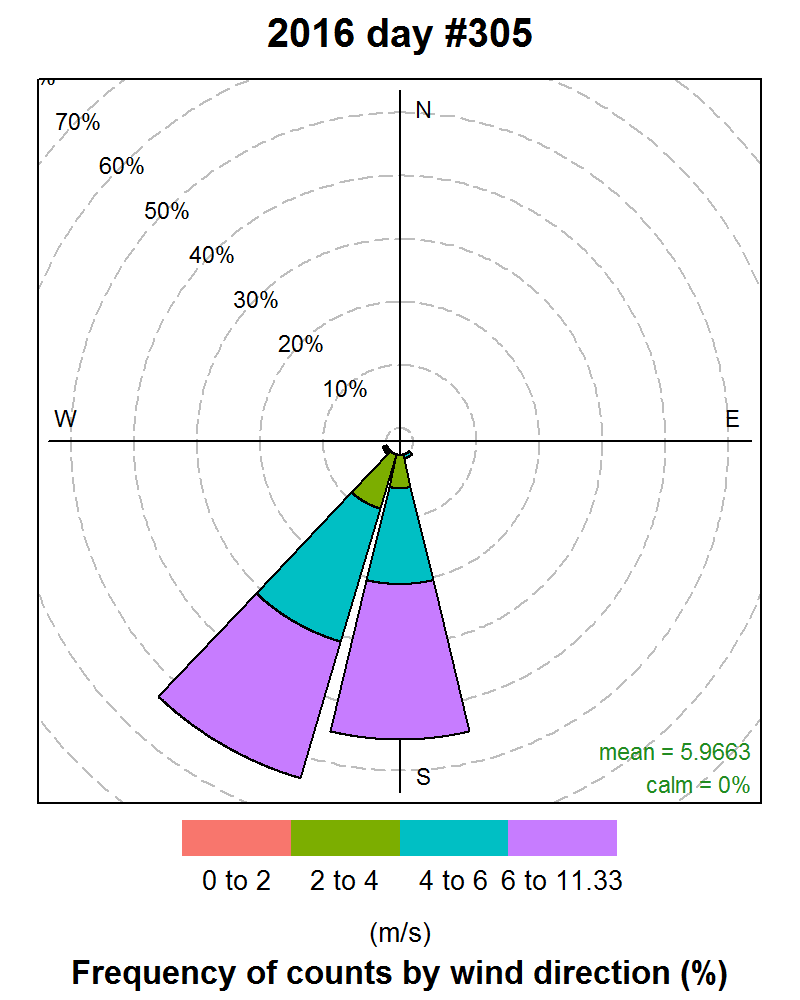 2016 day #305
%
70%
60%
50%
40%
30%
20%
10%
N
W
E
S
mean = 5.9663
calm = 0%
0 to 2
2 to 4
4 to 6
6 to 11.33
(m/s)
Frequency of counts by wind direction (%)